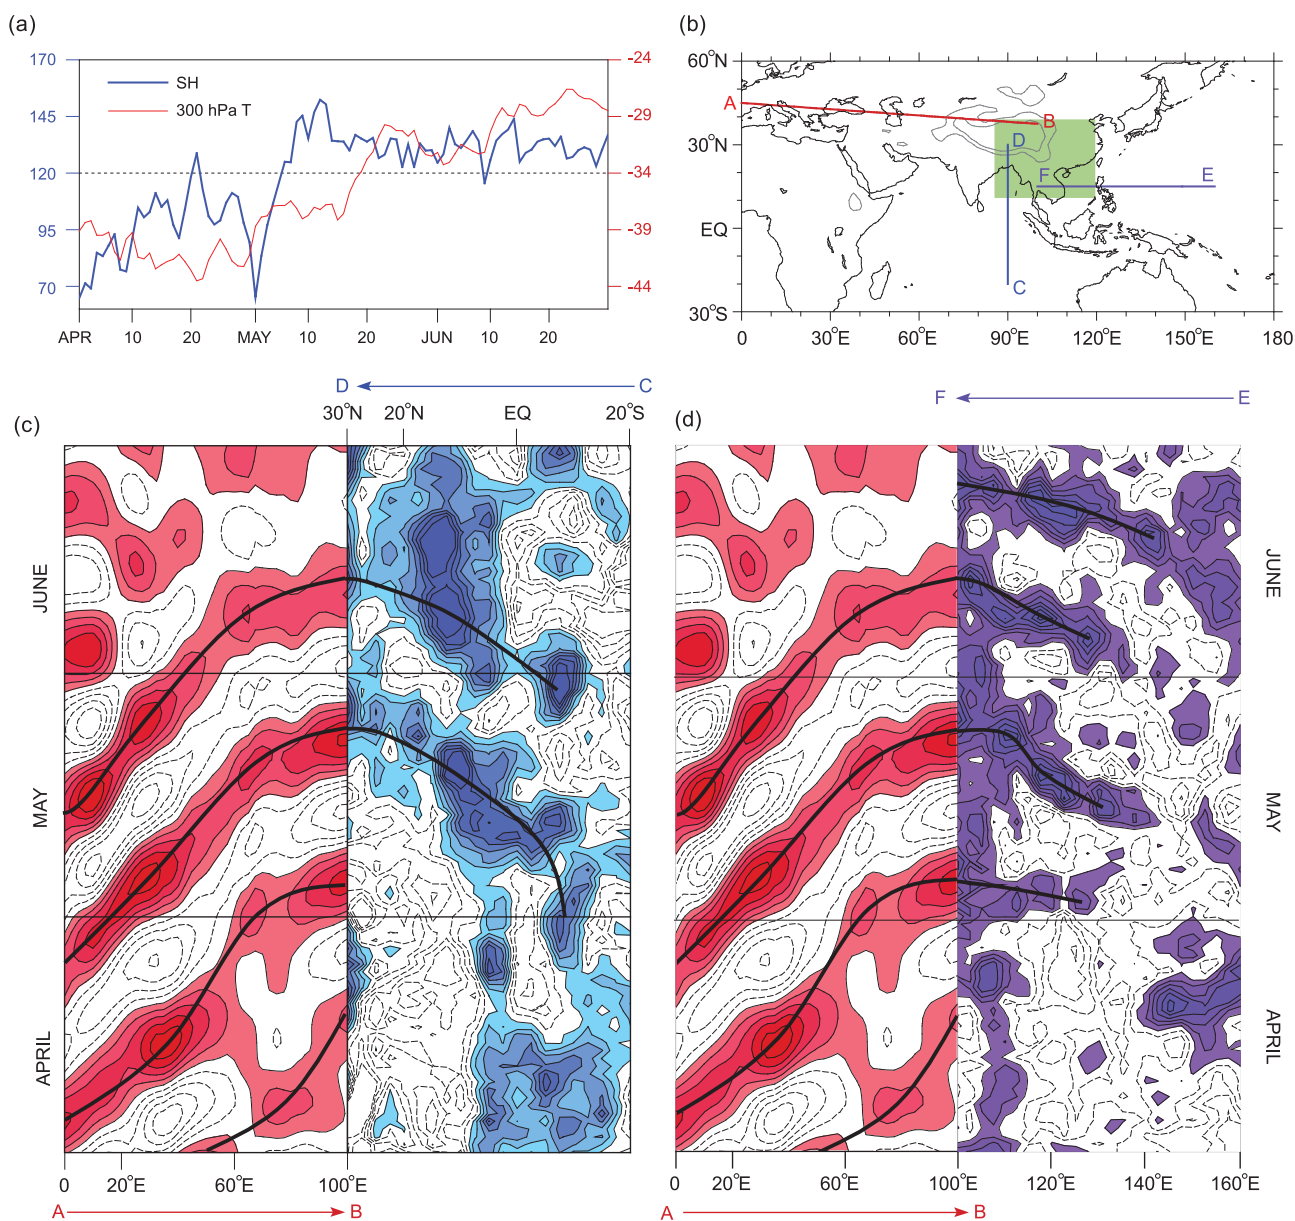 (a)
170
145
120
95
70
SH
300 hPa T
-24
-29
-34
-39
-44
APR 10 20 MAY 10 20 JUN 10 20
(b)
60°N
30°N
EQ
30°S
A
B
D
F
E
C
0 30°E 60°E 90°E 120°E 150°E 180
D C
30°N 20°N EQ 20°S
(c)
JUNE
MAY
APRIL
0 20°E 60°E 100°E
A B
F E
(d)
JUNE
MAY
APRIL
0 20°E 60°E 100°E 120°E 140°E 160°E
A B